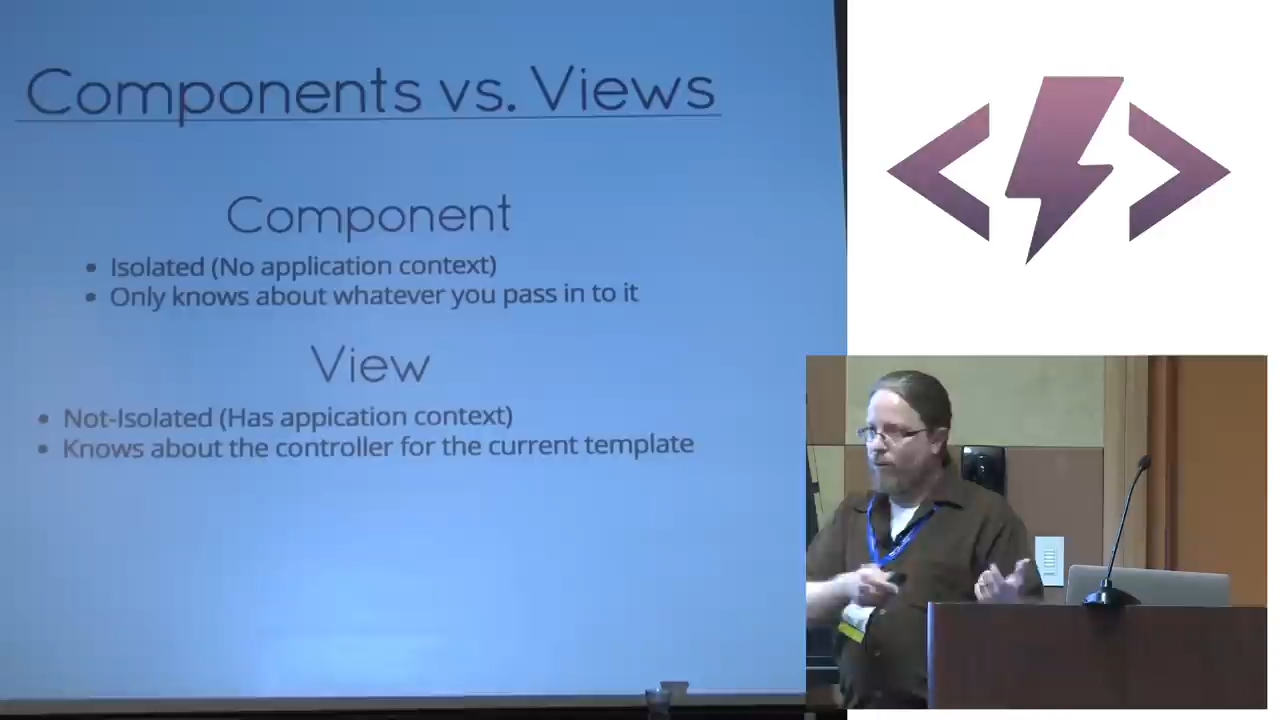 Components vs. Views
Component
• Isolated (No application context)
• Only knows about whatever you pass in to it
View
• Not-Isolated (Has appication context)
• Knows about the controller for the current template